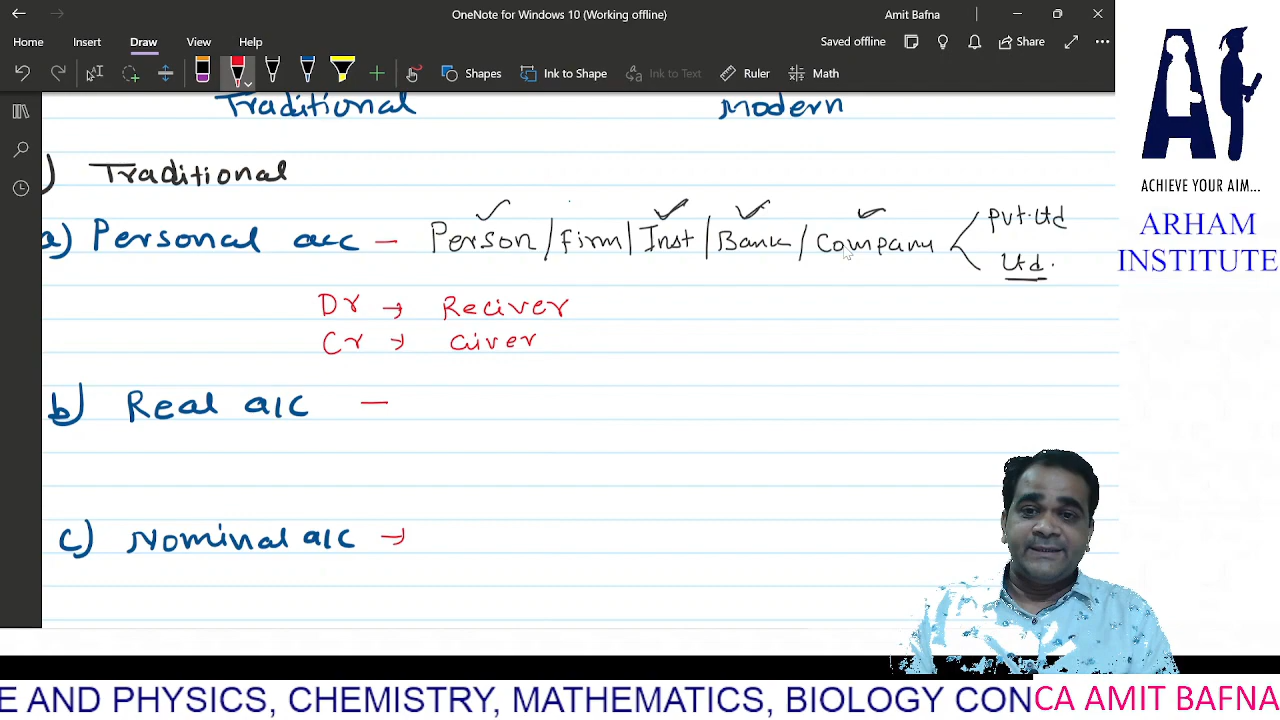 OneNote for Windows 10 (Working offline)
Amit Bafna
Home Insert Draw View Help
Saved offline
Share
Shapes
Ink to Shape
Ink to Text
Ruler
Math
Traditional Modern
) Traditional
a) Personal a/c - Person / firm / Inst / Bank / Company
Pvt. Ltd
Ltd.
Dr → Reciver
Cr → Giver
b) Real a/c -
c) Nominal a/c →
AI
ACHIEVE YOUR AIM...
ARHAM
INSTITUTE
E AND PHYSICS, CHEMISTRY, MATHEMATICS, BIOLOGY CON
CA AMIT BAFNA